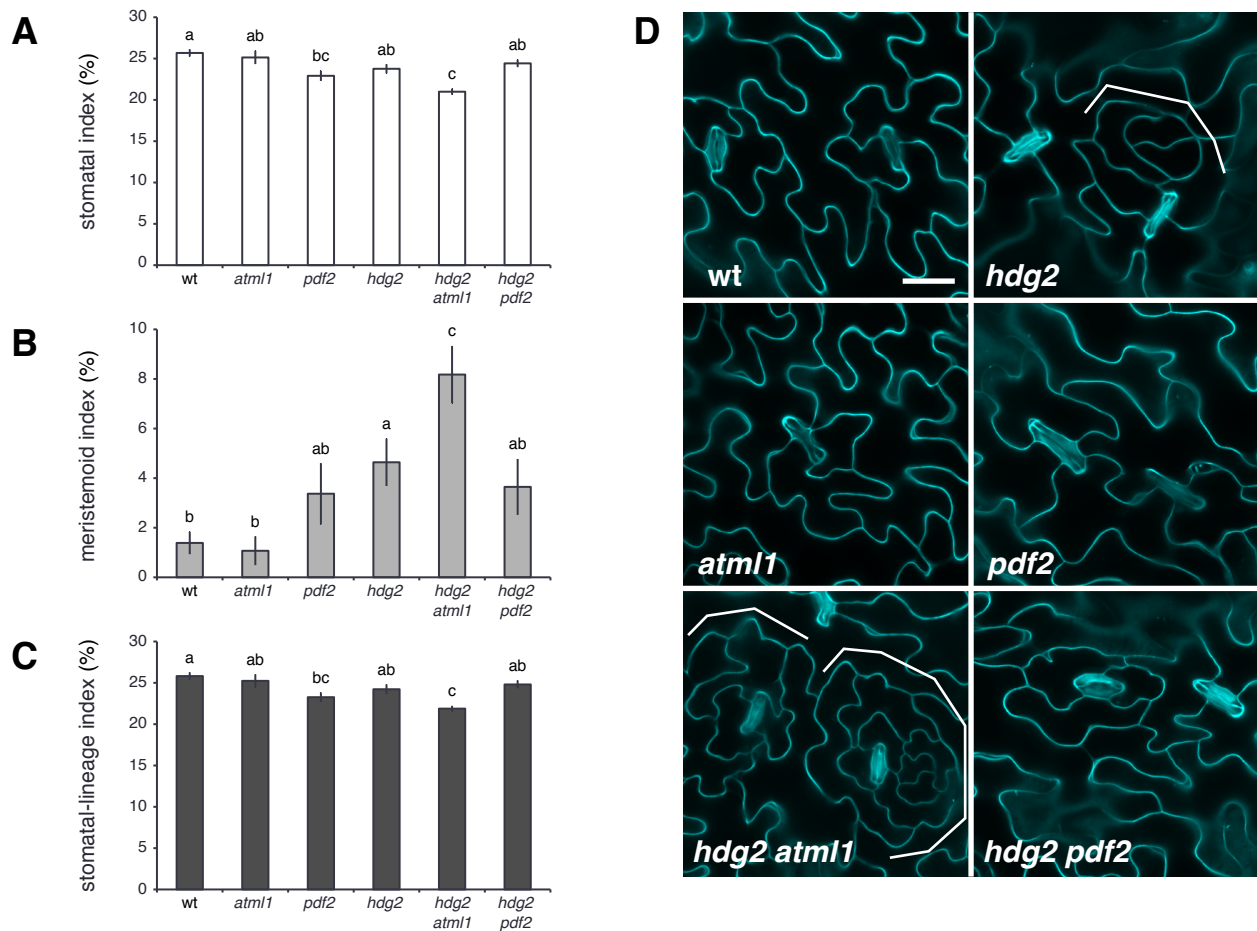 A
stomatal index (%)
30
25
20
15
10
5
0
a
ab
bc
ab
c
ab
wt
atml1
pdf2
hdg2
hdg2
atml1
hdg2
pdf2
B
meristemoid index (%)
10
8
6
4
2
0
b
b
ab
a
c
ab
wt
atml1
pdf2
hdg2
hdg2
atml1
hdg2
pdf2
C
stomatal-lineage index (%)
30
25
20
15
10
5
0
a
ab
bc
ab
c
ab
wt
atml1
pdf2
hdg2
hdg2
atml1
hdg2
pdf2
D
wt
hdg2
atml1
pdf2
hdg2 atml1
hdg2 pdf2